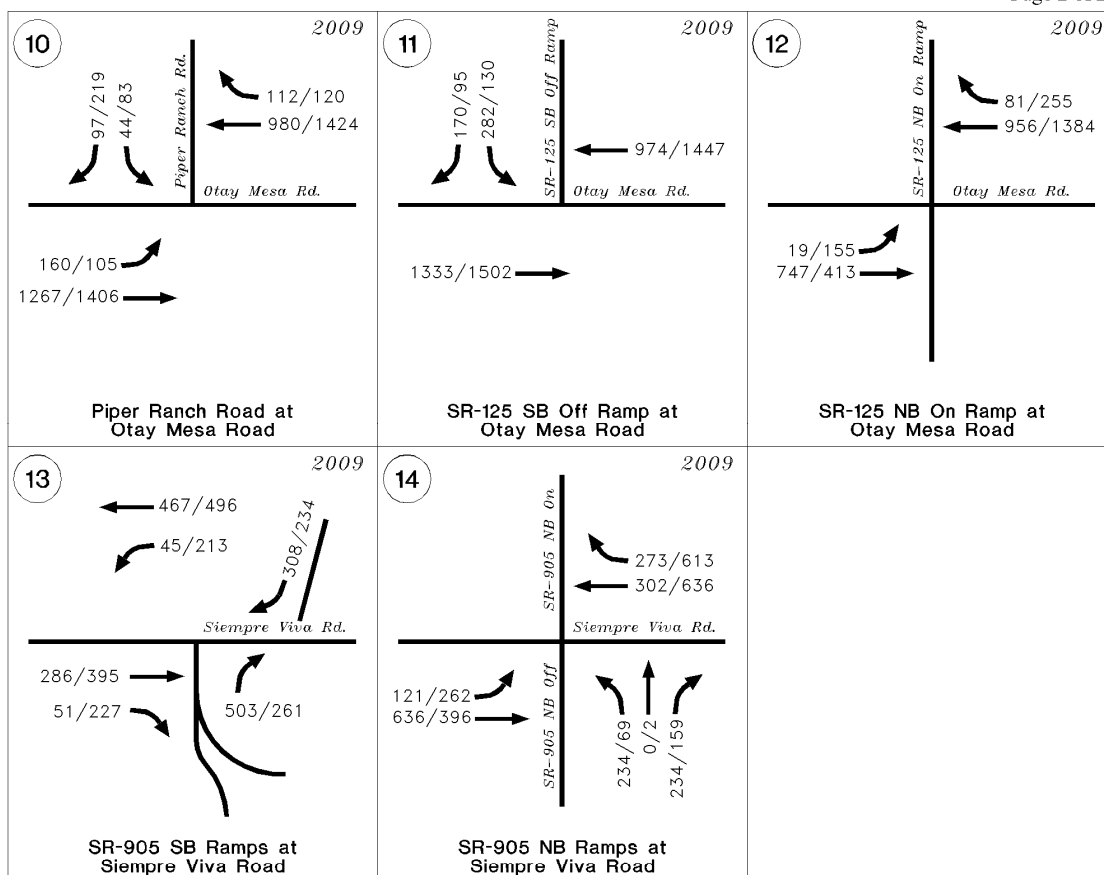 10
2009
Piper Ranch Rd.
97/219
44/83
112/120
980/1424
Otay Mesa Rd.
160/105
1267/1406
Piper Ranch Road at
Otay Mesa Road
11
2009
SR-125 SB Off Ramp
170/95
282/130
974/1447
Otay Mesa Rd.
1333/1502
SR-125 SB Off Ramp at
Otay Mesa Road
12
2009
SR-125 NB On Ramp
81/255
956/1384
Otay Mesa Rd.
19/155
747/413
SR-125 NB On Ramp at
Otay Mesa Road
13
2009
467/496
45/213
308/234
Siempre Viva Rd.
286/395
51/227
503/261
SR-905 SB Ramps at
Siempre Viva Road
14
2009
SR-905 NB On
273/613
302/636
Siempre Viva Rd.
121/262
636/396
SR-905 NB Off
234/69
0/2
234/159
SR-905 NB Ramps at
Siempre Viva Road